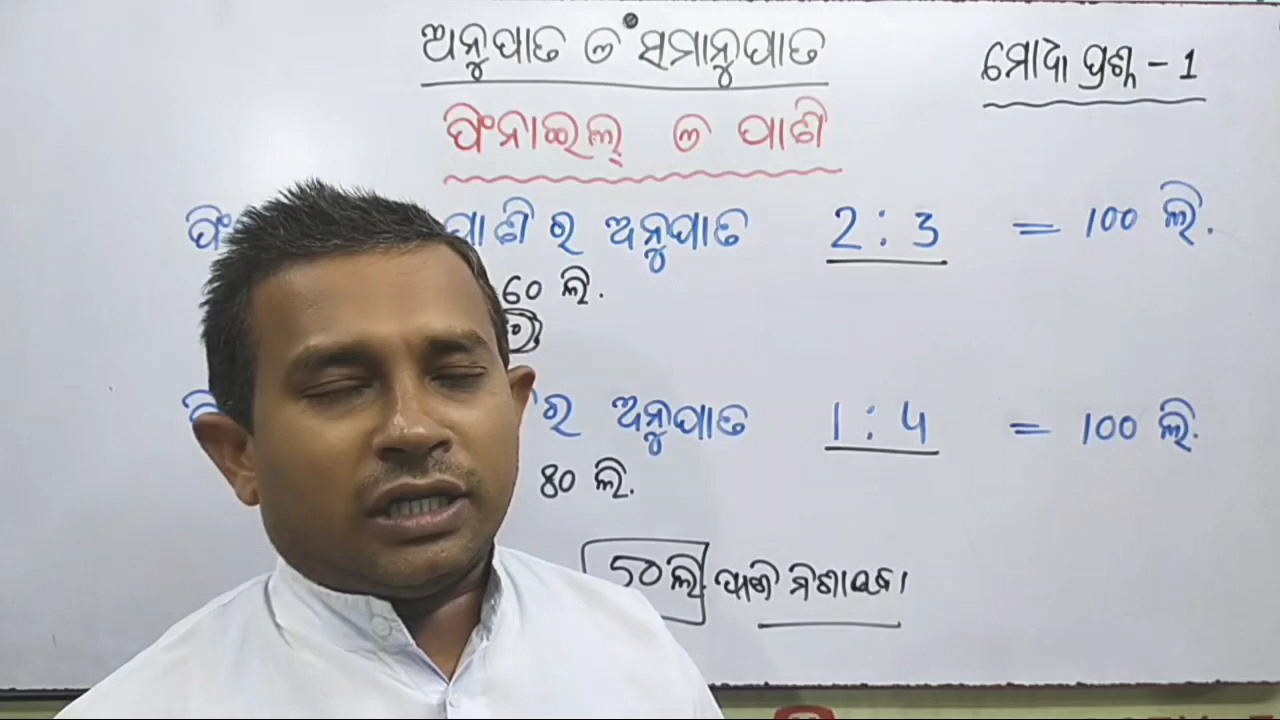 ଅନୁପାତ ଓ ସମାନୁପାତ
ମୋଦା ପ୍ରଶ୍ନ - 1
ଫିଂନାଇଲ୍ ଓ ପାଣି
ପାଣି ର ଅନୁପାତ 2 : 3 = 100 ଲି.
60 ଲି.
ର ଅନୁପାତ 1 : 4 = 100 ଲି.
80 ଲି.
50 ଲି ପାଣି ମିଶାଇବା